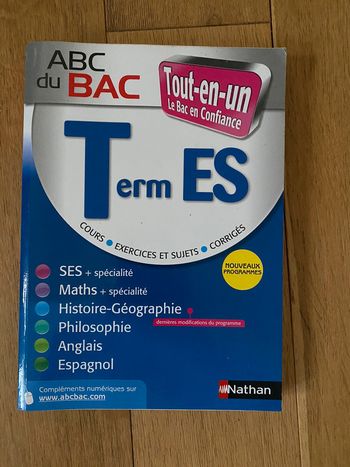 ABC
du BAC
Tout-en-un
Le Bac en Confiance
Term ES
COURS • EXERCICES ET SUJETS • CORRIGÉS
NOUVEAUX
PROGRAMMES
SES + spécialité
Maths + spécialité
Histoire-Géographie
dernières modifications du programme
Philosophie
Anglais
Espagnol
Compléments numériques sur
www.abcbac.com
Nathan